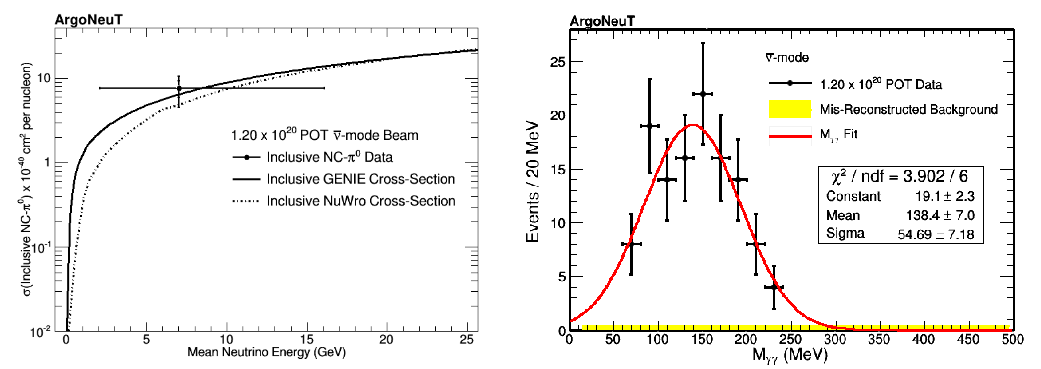 ArgoNeuT
σ(Inclusive NC-π⁰) x 10⁻⁴⁰ cm² per nucleon)
10
1
10⁻¹
10⁻²
1.20 x 10²⁰ POT ν̅-mode Beam
Inclusive NC-π⁰ Data
Inclusive GENIE Cross-Section
Inclusive NuWro Cross-Section
0 5 10 15 20 25
Mean Neutrino Energy (GeV)
ArgoNeuT
Events / 20 MeV
25
20
15
10
5
0
ν̅-mode
1.20 x 10²⁰ POT Data
Mis-Reconstructed Background
Mγγ Fit
χ² / ndf = 3.902 / 6
Constant 19.1 ± 2.3
Mean 138.4 ± 7.0
Sigma 54.69 ± 7.18
0 50 100 150 200 250 300 350 400 450 500
Mγγ (MeV)